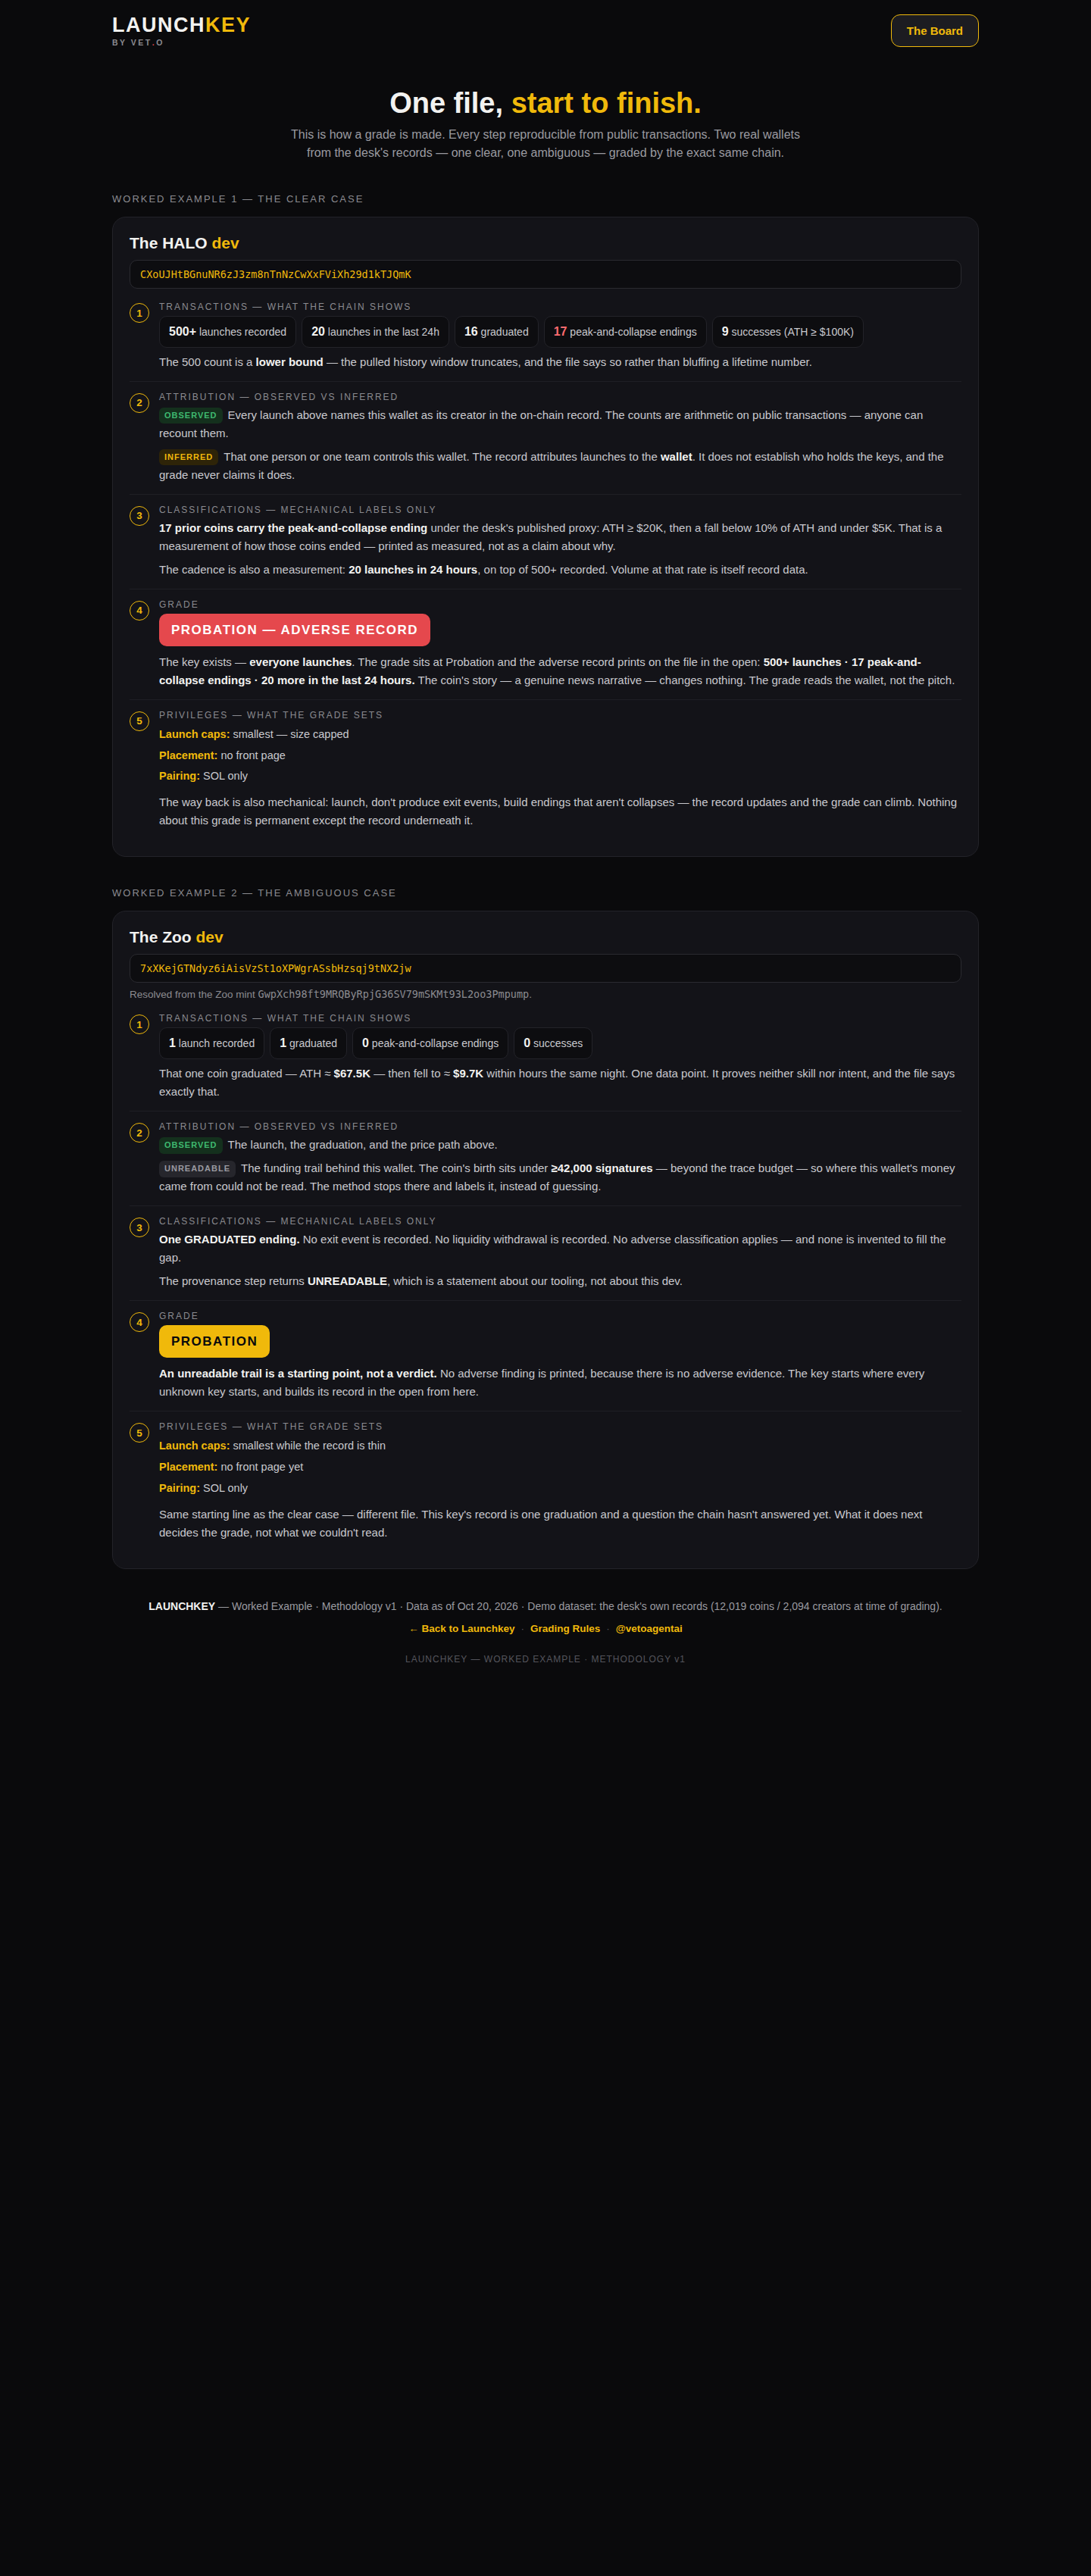 LAUNCHKEY
BY VET.O
The Board
One file, start to finish.
This is how a grade is made. Every step reproducible from public transactions. Two real wallets
from the desk's records — one clear, one ambiguous — graded by the exact same chain.
WORKED EXAMPLE 1 — THE CLEAR CASE
The HALO dev
CXoUJHtBGnuNR6zJ3zm8nTnNzCwXxFViXh29d1kTJQmK
1
TRANSACTIONS — WHAT THE CHAIN SHOWS
500+ launches recorded
20 launches in the last 24h
16 graduated
17 peak-and-collapse endings
9 successes (ATH ≥ $100K)
The 500 count is a lower bound — the pulled history window truncates, and the file says so rather than bluffing a lifetime number.
2
ATTRIBUTION — OBSERVED VS INFERRED
OBSERVED Every launch above names this wallet as its creator in the on-chain record. The counts are arithmetic on public transactions — anyone can
recount them.
INFERRED That one person or one team controls this wallet. The record attributes launches to the wallet. It does not establish who holds the keys, and the
grade never claims it does.
3
CLASSIFICATIONS — MECHANICAL LABELS ONLY
17 prior coins carry the peak-and-collapse ending under the desk's published proxy: ATH ≥ $20K, then a fall below 10% of ATH and under $5K. That is a
measurement of how those coins ended — printed as measured, not as a claim about why.
The cadence is also a measurement: 20 launches in 24 hours, on top of 500+ recorded. Volume at that rate is itself record data.
4
GRADE
PROBATION — ADVERSE RECORD
The key exists — everyone launches. The grade sits at Probation and the adverse record prints on the file in the open: 500+ launches · 17 peak-and-
collapse endings · 20 more in the last 24 hours. The coin's story — a genuine news narrative — changes nothing. The grade reads the wallet, not the pitch.
5
PRIVILEGES — WHAT THE GRADE SETS
Launch caps: smallest — size capped
Placement: no front page
Pairing: SOL only
The way back is also mechanical: launch, don't produce exit events, build endings that aren't collapses — the record updates and the grade can climb. Nothing
about this grade is permanent except the record underneath it.
WORKED EXAMPLE 2 — THE AMBIGUOUS CASE
The Zoo dev
7xXKejGTNdyz6iAisVzSt1oXPWgrASsbHzsqj9tNX2jw
Resolved from the Zoo mint GwpXch98ft9MRQByRpjG36SV79mSKMt93L2oo3Pmpump.
1
TRANSACTIONS — WHAT THE CHAIN SHOWS
1 launch recorded
1 graduated
0 peak-and-collapse endings
0 successes
That one coin graduated — ATH ≈ $67.5K — then fell to ≈ $9.7K within hours the same night. One data point. It proves neither skill nor intent, and the file says
exactly that.
2
ATTRIBUTION — OBSERVED VS INFERRED
OBSERVED The launch, the graduation, and the price path above.
UNREADABLE The funding trail behind this wallet. The coin's birth sits under ≥42,000 signatures — beyond the trace budget — so where this wallet's money
came from could not be read. The method stops there and labels it, instead of guessing.
3
CLASSIFICATIONS — MECHANICAL LABELS ONLY
One GRADUATED ending. No exit event is recorded. No liquidity withdrawal is recorded. No adverse classification applies — and none is invented to fill the
gap.
The provenance step returns UNREADABLE, which is a statement about our tooling, not about this dev.
4
GRADE
PROBATION
An unreadable trail is a starting point, not a verdict. No adverse finding is printed, because there is no adverse evidence. The key starts where every
unknown key starts, and builds its record in the open from here.
5
PRIVILEGES — WHAT THE GRADE SETS
Launch caps: smallest while the record is thin
Placement: no front page yet
Pairing: SOL only
Same starting line as the clear case — different file. This key's record is one graduation and a question the chain hasn't answered yet. What it does next
decides the grade, not what we couldn't read.
LAUNCHKEY — Worked Example · Methodology v1 · Data as of Oct 20, 2026 · Demo dataset: the desk's own records (12,019 coins / 2,094 creators at time of grading).
← Back to Launchkey · Grading Rules · @vetoagentai
LAUNCHKEY — WORKED EXAMPLE · METHODOLOGY v1